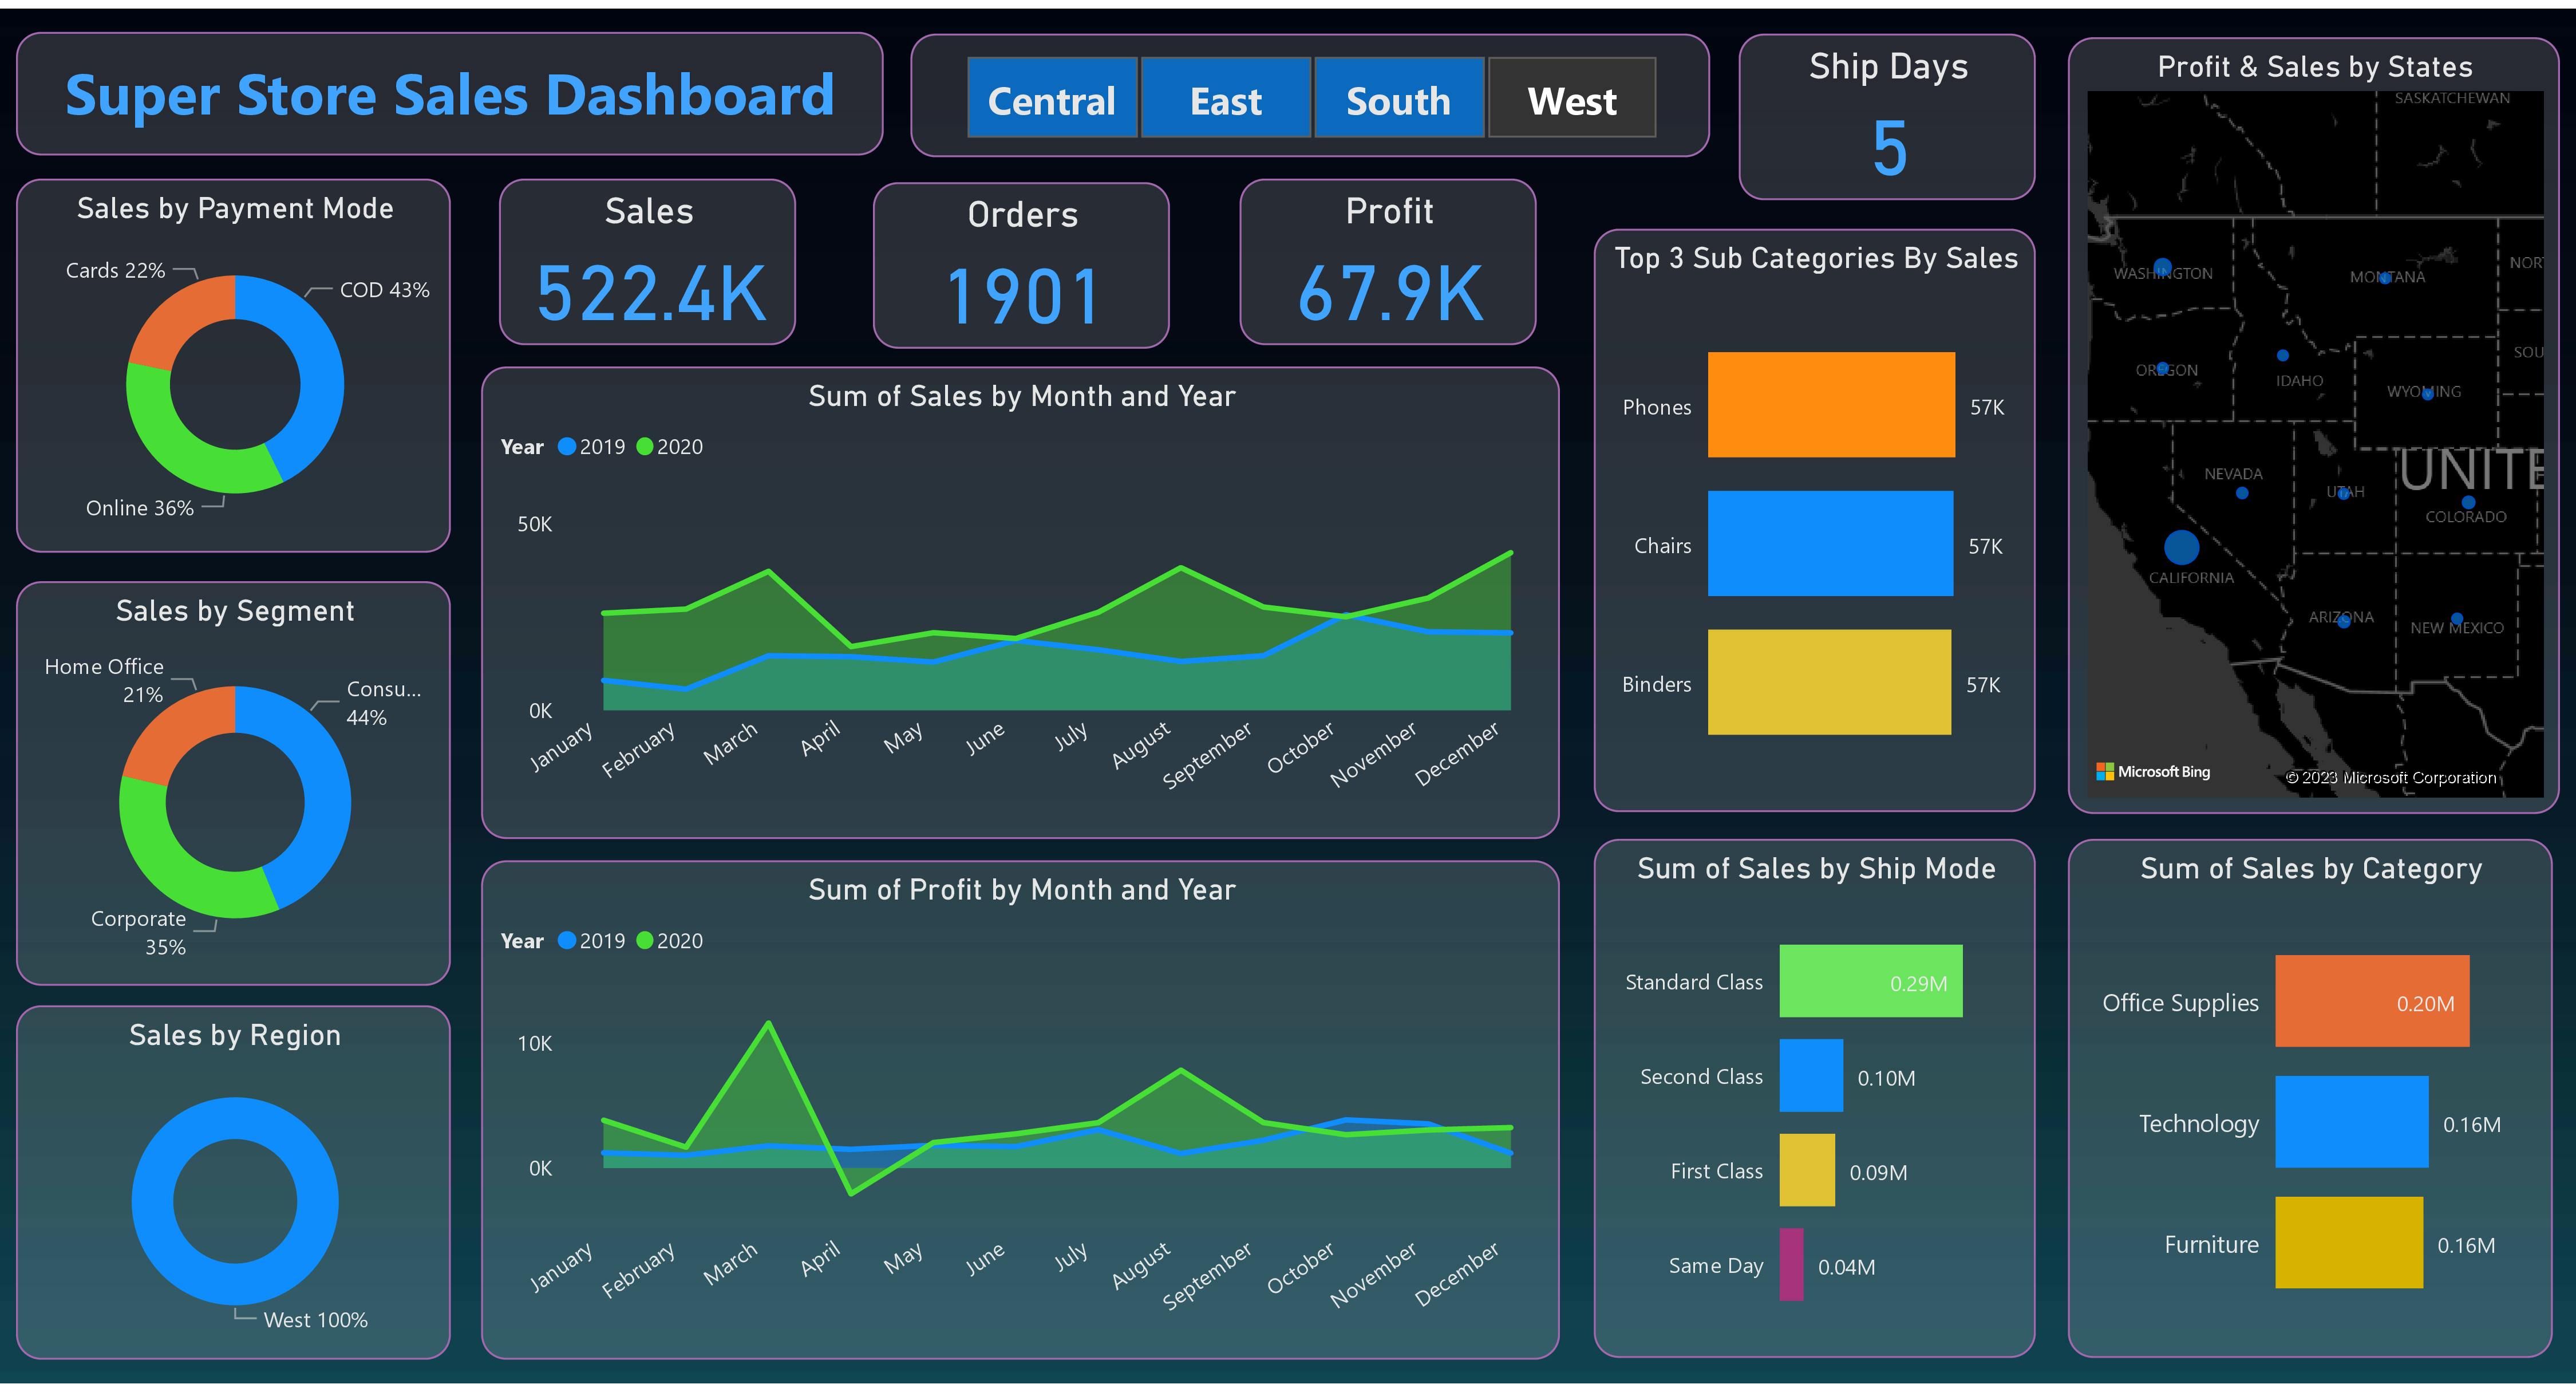 Super Store Sales Dashboard
Central
East
South
West
Ship Days
5
Profit & Sales by States
SASKATCHEWAN
WASHINGTON
MONTANA
NOR
OREGON
IDAHO
SOU
WYOMING
NEVADA
UTAH
UNITE
COLORADO
CALIFORNIA
ARIZONA
NEW MEXICO
Microsoft Bing
© 2023 Microsoft Corporation
Sales by Payment Mode
Cards 22%
COD 43%
Online 36%
Sales
522.4K
Orders
1901
Profit
67.9K
Top 3 Sub Categories By Sales
Phones
57K
Chairs
57K
Binders
57K
Sum of Sales by Month and Year
Year 2019 2020
50K
0K
January
February
March
April
May
June
July
August
September
October
November
December
Sales by Segment
Home Office
21%
Consu...
44%
Corporate
35%
Sum of Profit by Month and Year
Year 2019 2020
10K
0K
January
February
March
April
May
June
July
August
September
October
November
December
Sum of Sales by Ship Mode
Standard Class
0.29M
Second Class
0.10M
First Class
0.09M
Same Day
0.04M
Sum of Sales by Category
Office Supplies
0.20M
Technology
0.16M
Furniture
0.16M
Sales by Region
West 100%